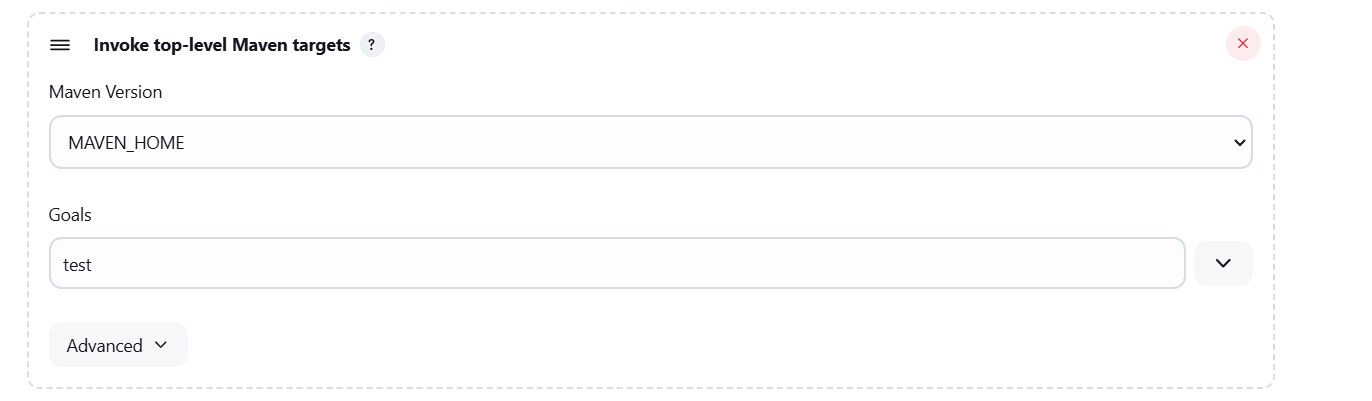 Invoke top-level Maven targets ?
Maven Version
MAVEN_HOME
Goals
test
Advanced